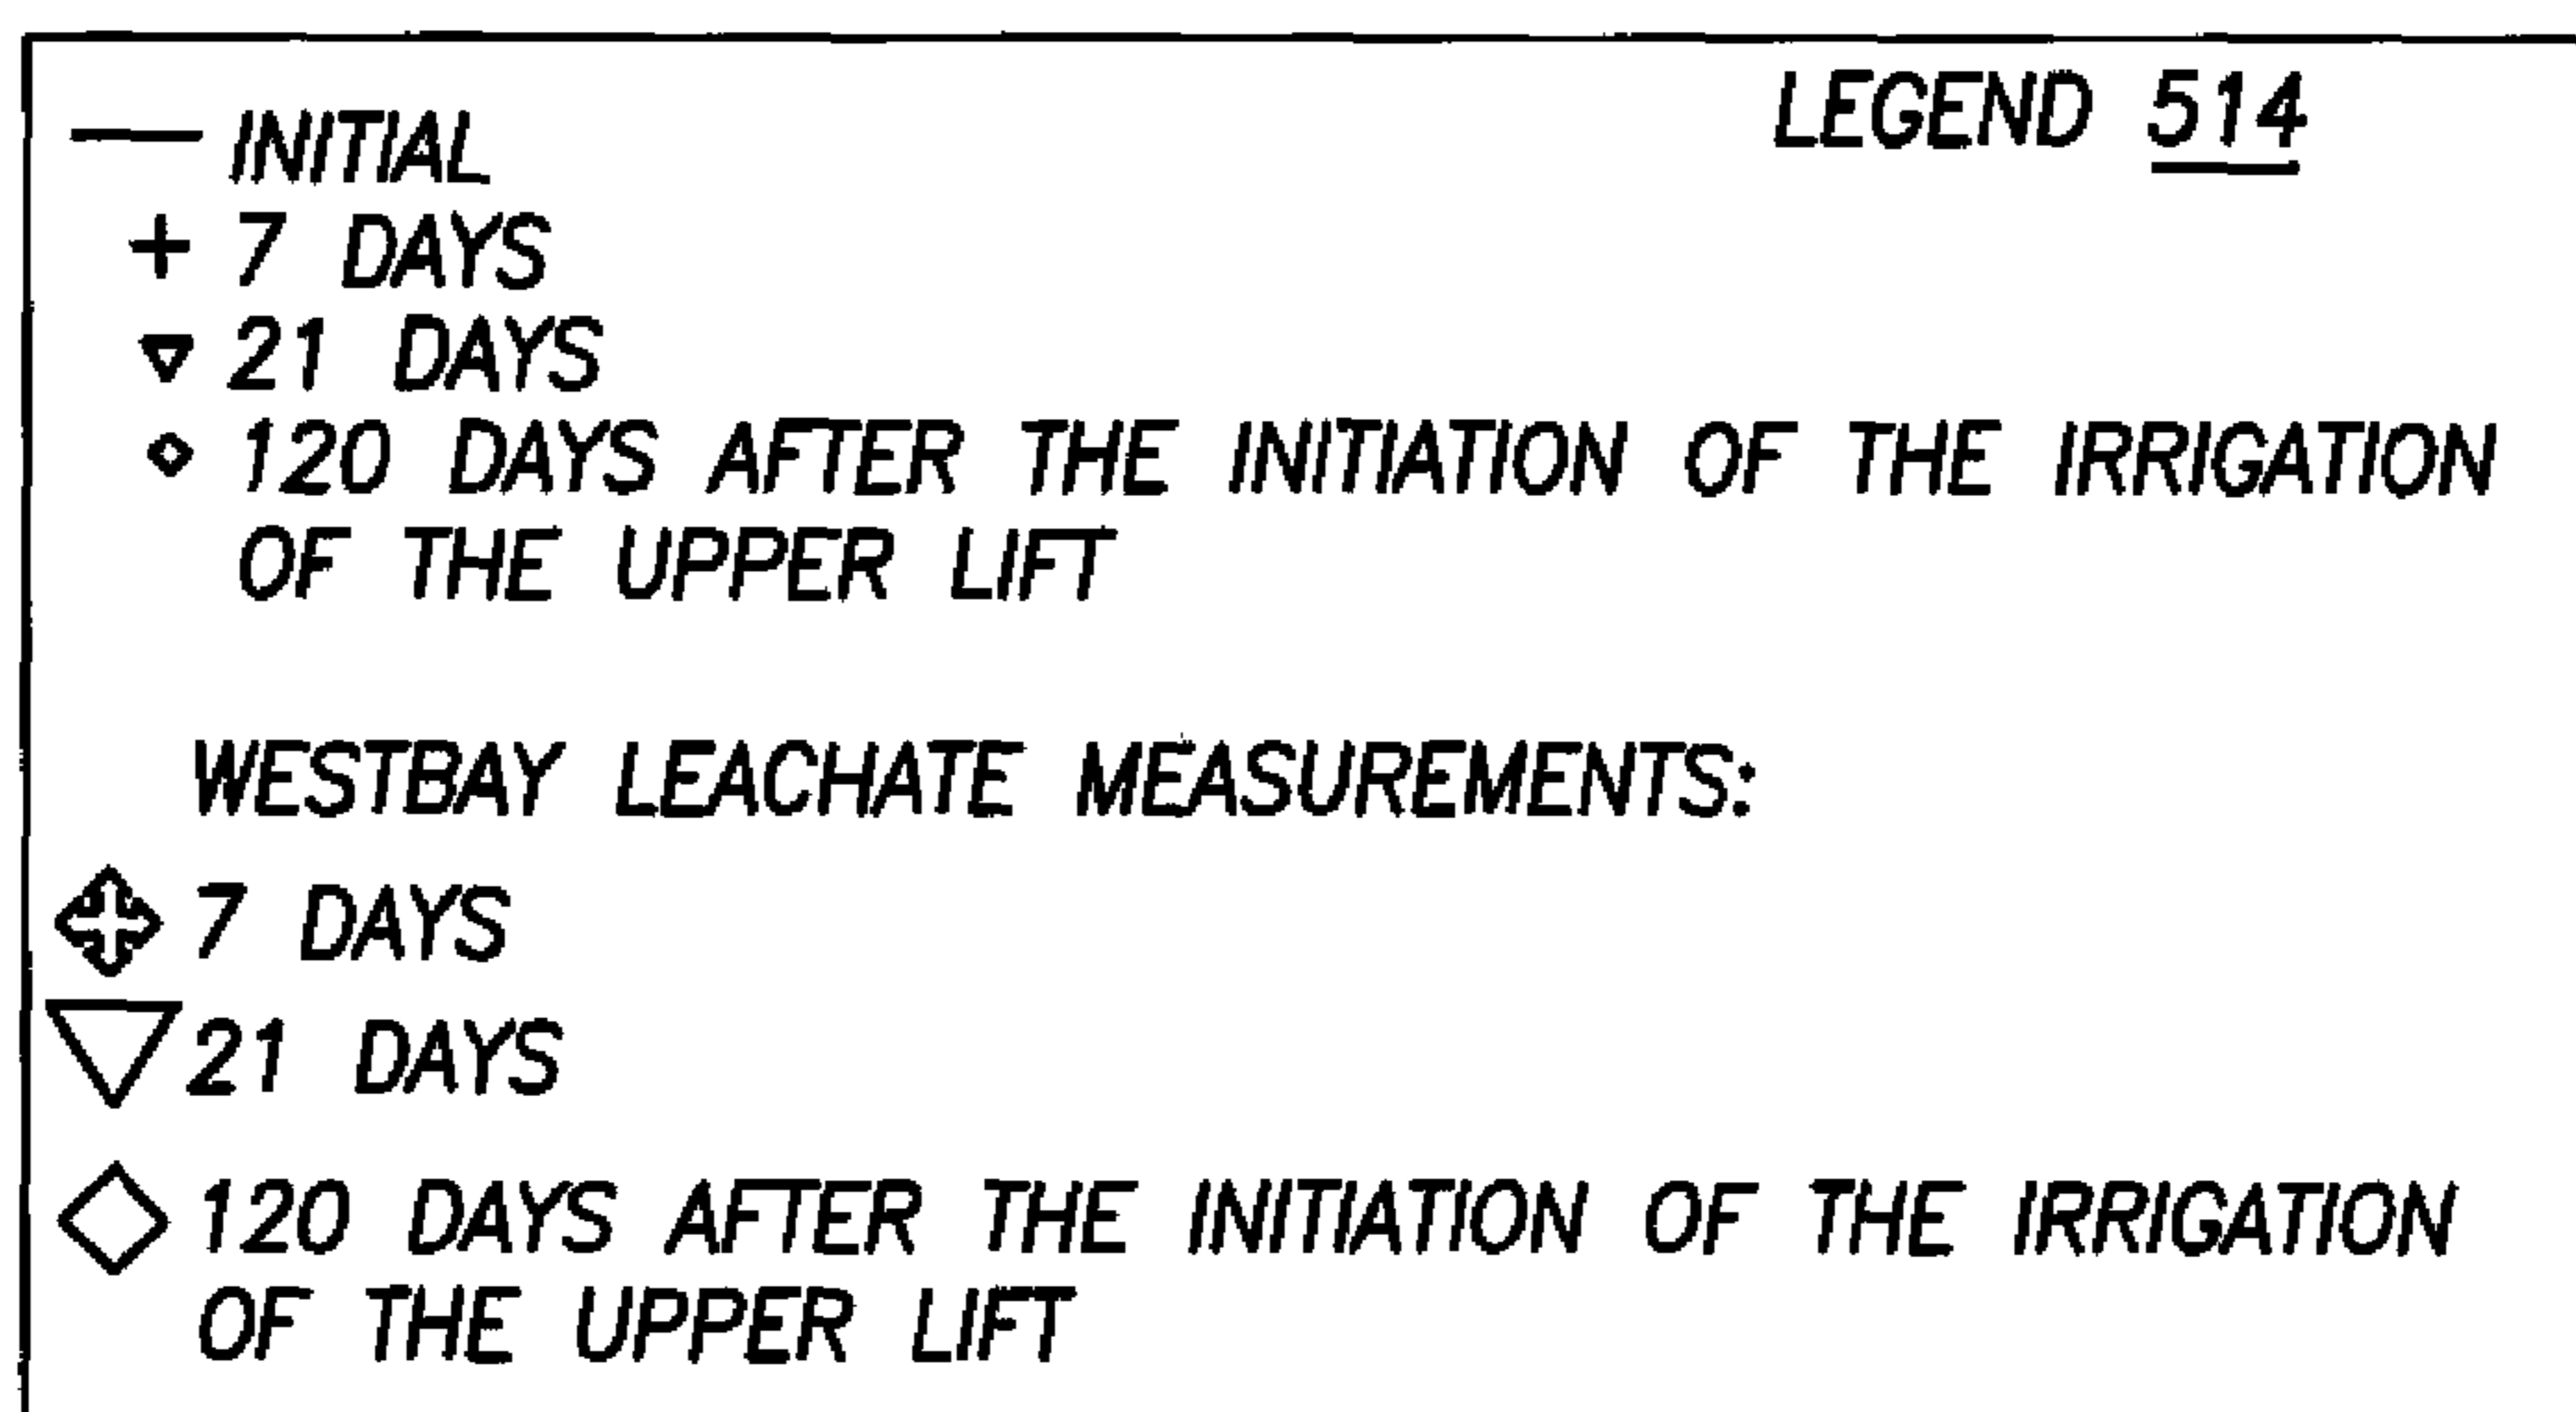 LEGEND 514
INITIAL
7 DAYS
21 DAYS
120 DAYS AFTER THE INITIATION OF THE IRRIGATION
OF THE UPPER LIFT
WESTBAY LEACHATE MEASUREMENTS:
7 DAYS
21 DAYS
120 DAYS AFTER THE INITIATION OF THE IRRIGATION
OF THE UPPER LIFT